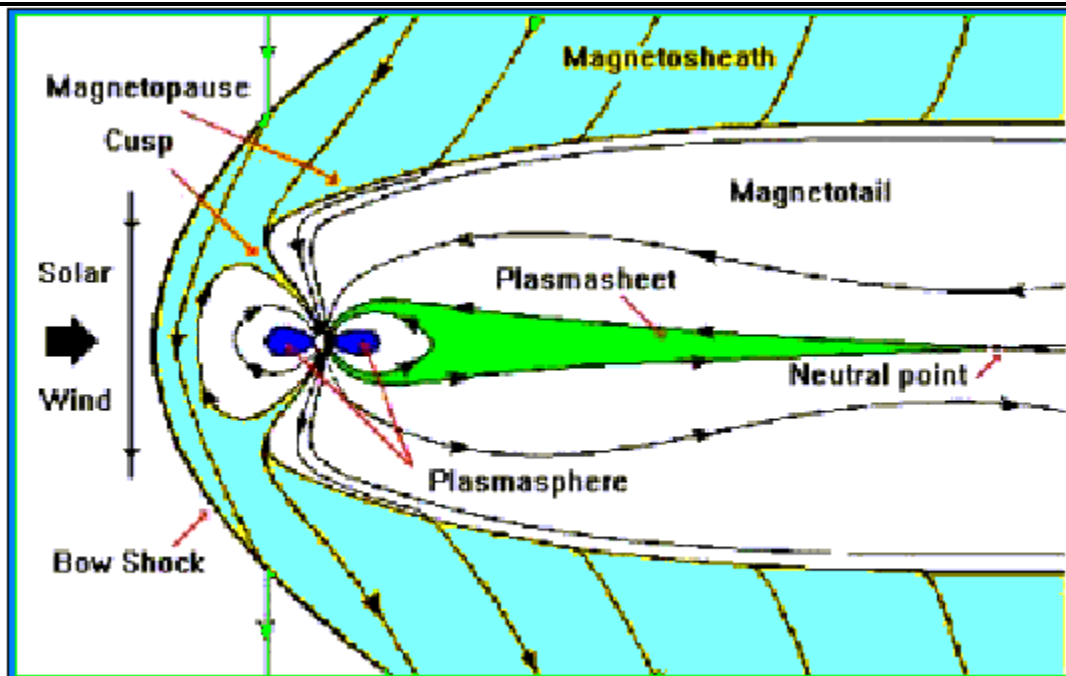 Magnetosheath
Magnetopause
Cusp
Magnetotail
Solar
Plasmasheet
Neutral point
Wind
Plasmasphere
Bow Shock